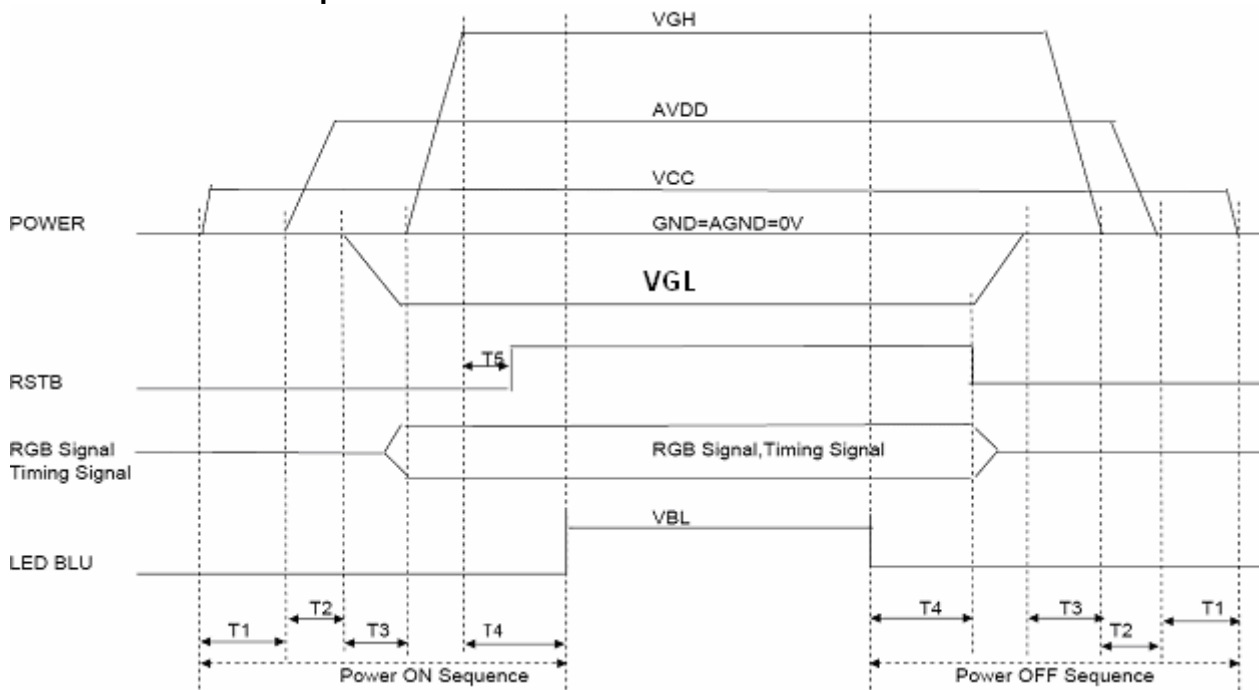 VGH
AVDD
VCC
POWER
GND=AGND=0V
VGL
T5
RSTB
RGB Signal
Timing Signal
RGB Signal,Timing Signal
VBL
LED BLU
T1
T2
T3
T4
T4
T3
T2
T1
Power ON Sequence
Power OFF Sequence